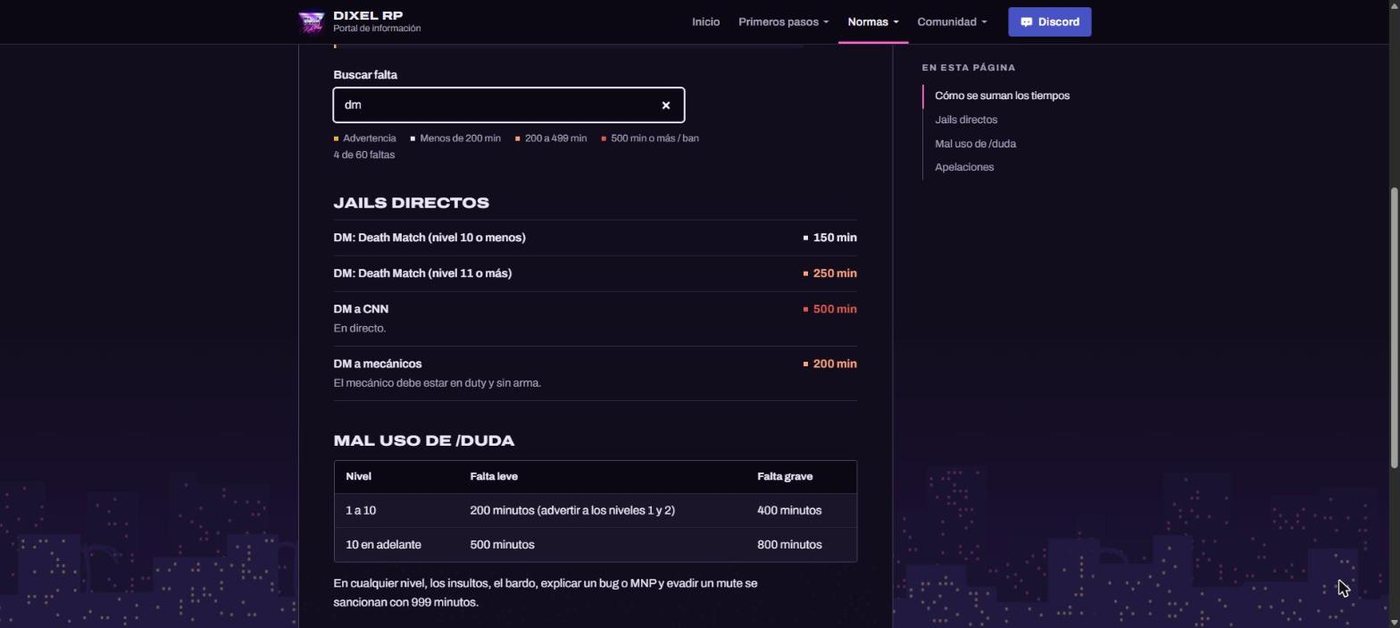 DIXEL RP
Portal de información
Inicio
Primeros pasos
Normas
Comunidad
Discord
Buscar falta
dm
Advertencia
Menos de 200 min
200 a 499 min
500 min o más / ban
4 de 60 faltas
JAILS DIRECTOS
DM: Death Match (nivel 10 o menos)
150 min
DM: Death Match (nivel 11 o más)
250 min
DM a CNN
500 min
En directo.
DM a mecánicos
200 min
El mecánico debe estar en duty y sin arma.
MAL USO DE /DUDA
Nivel
Falta leve
Falta grave
1 a 10
200 minutos (advertir a los niveles 1 y 2)
400 minutos
10 en adelante
500 minutos
800 minutos
En cualquier nivel, los insultos, el bardo, explicar un bug o MNP y evadir un mute se
sancionan con 999 minutos.
EN ESTA PÁGINA
Cómo se suman los tiempos
Jails directos
Mal uso de /duda
Apelaciones